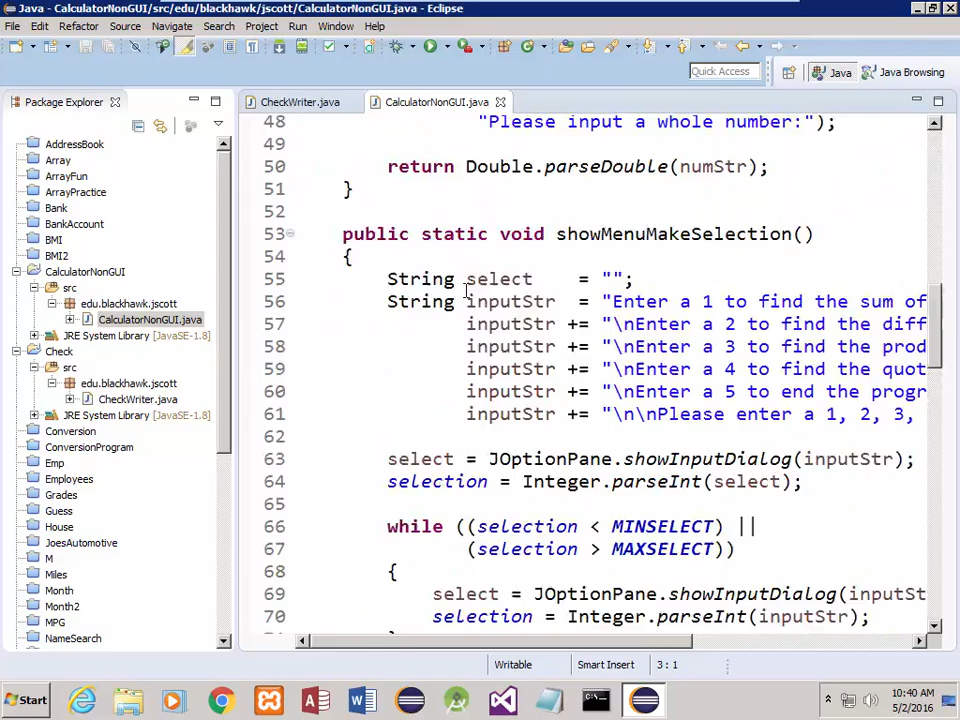 Java - CalculatorNonGUI/src/edu/blackhawk/jscott/CalculatorNonGUI.java - Eclipse
File Edit Refactor Source Navigate Search Project Run Window Help
Quick Access
Java
Java Browsing
Package Explorer
CheckWriter.java
CalculatorNonGUI.java
AddressBook
Array
ArrayFun
ArrayPractice
Bank
BankAccount
BMI
BMI2
CalculatorNonGUI
src
edu.blackhawk.jscott
CalculatorNonGUI.java
JRE System Library [JavaSE-1.8]
Check
src
edu.blackhawk.jscott
CheckWriter.java
JRE System Library [JavaSE-1.8]
Conversion
ConversionProgram
Emp
Employees
Grades
Guess
House
JoesAutomotive
M
Miles
Month
Month2
MPG
NameSearch
48 "Please input a whole number:");
49
50 return Double.parseDouble(numStr);
51 }
52
53 public static void showMenuMakeSelection()
54 {
55 String select = "";
56 String inputStr = "Enter a 1 to find the sum of
57 inputStr += "\nEnter a 2 to find the diff
58 inputStr += "\nEnter a 3 to find the prod
59 inputStr += "\nEnter a 4 to find the quot
60 inputStr += "\nEnter a 5 to end the progr
61 inputStr += "\n\nPlease enter a 1, 2, 3,
62
63 select = JOptionPane.showInputDialog(inputStr);
64 selection = Integer.parseInt(select);
65
66 while ((selection < MINSELECT) ||
67 (selection > MAXSELECT))
68 {
69 select = JOptionPane.showInputDialog(inputSt
70 selection = Integer.parseInt(inputStr);
Writable
Smart Insert
3 : 1
Start
10:40 AM
5/2/2016